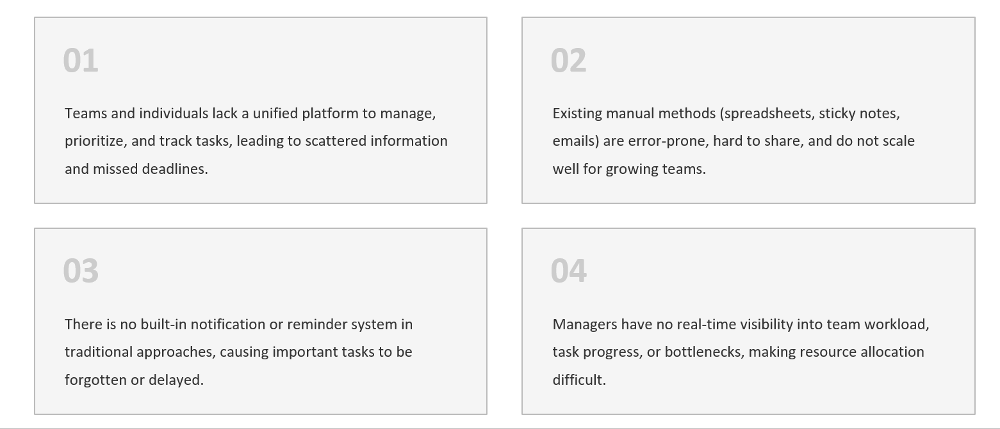 01
Teams and individuals lack a unified platform to manage,
prioritize, and track tasks, leading to scattered information
and missed deadlines.
02
Existing manual methods (spreadsheets, sticky notes,
emails) are error-prone, hard to share, and do not scale
well for growing teams.
03
There is no built-in notification or reminder system in
traditional approaches, causing important tasks to be
forgotten or delayed.
04
Managers have no real-time visibility into team workload,
task progress, or bottlenecks, making resource allocation
difficult.